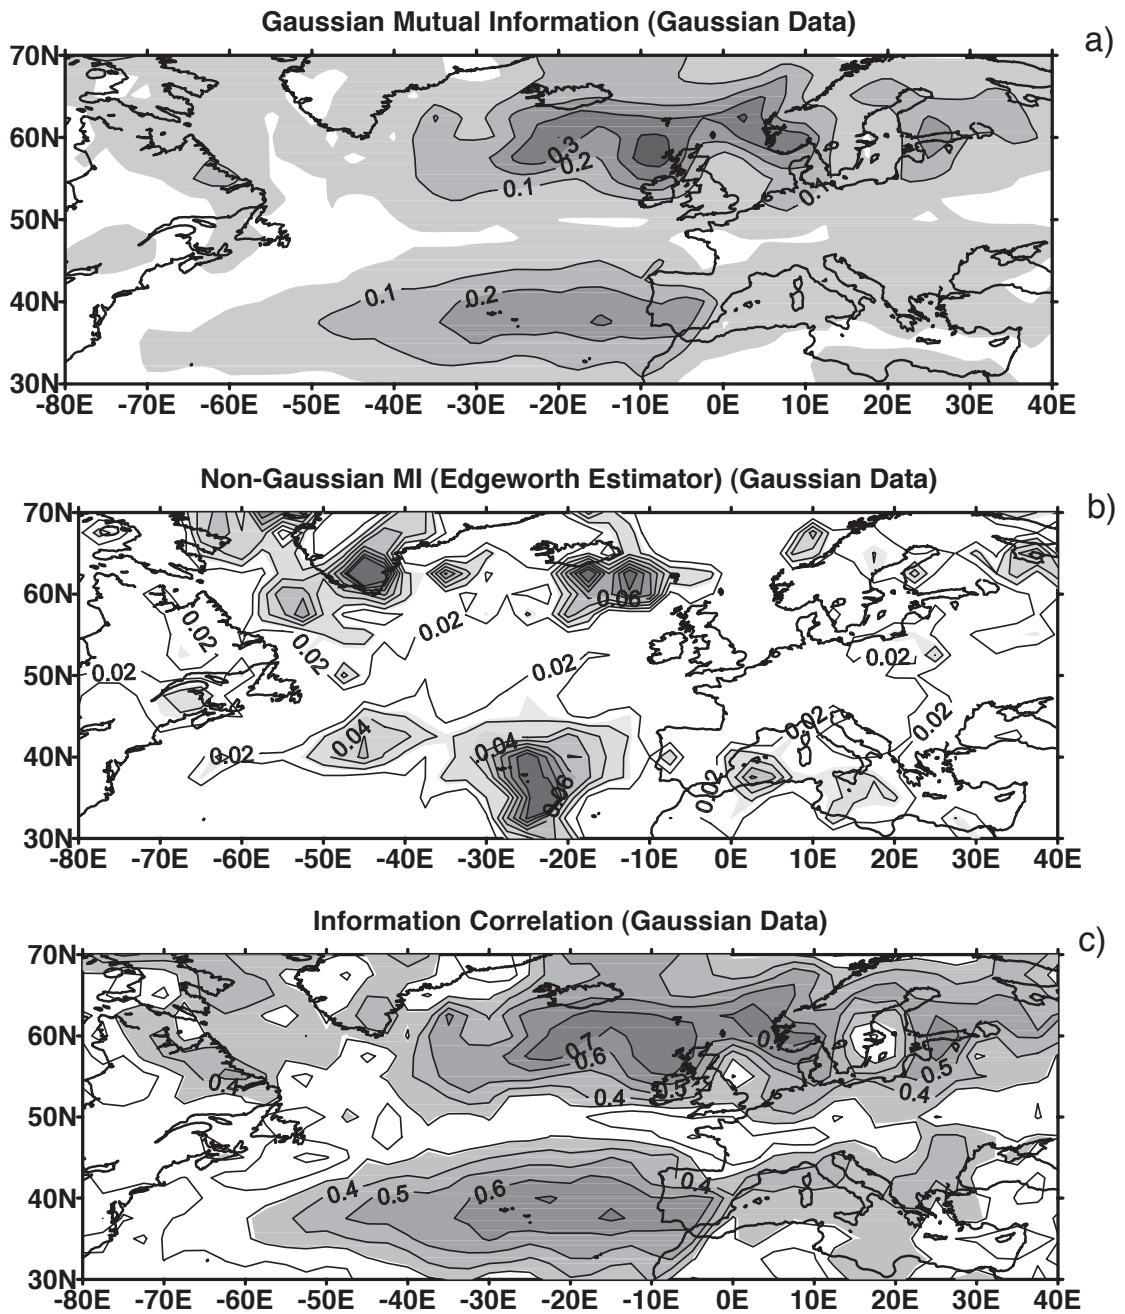 Gaussian Mutual Information (Gaussian Data)
a)
70N
60N
0.3
0.2
0.1
0.1
50N
0.1
0.2
40N
30N
-80E -70E -60E -50E -40E -30E -20E -10E 0E 10E 20E 30E 40E
Non-Gaussian MI (Edgeworth Estimator) (Gaussian Data)
b)
70N
60N
0.06
0.02
0.02
0.02
0.02
0.02
0.02
50N
0.02
0.02
0.04
0.04
0.02
40N
0.02
0.06
30N
-80E -70E -60E -50E -40E -30E -20E -10E 0E 10E 20E 30E 40E
Information Correlation (Gaussian Data)
c)
70N
60N
0.7
0.6
0.5
0.5
0.4
0.4
0.4
50N
0.4
0.4
0.5
0.6
40N
30N
-80E -70E -60E -50E -40E -30E -20E -10E 0E 10E 20E 30E 40E